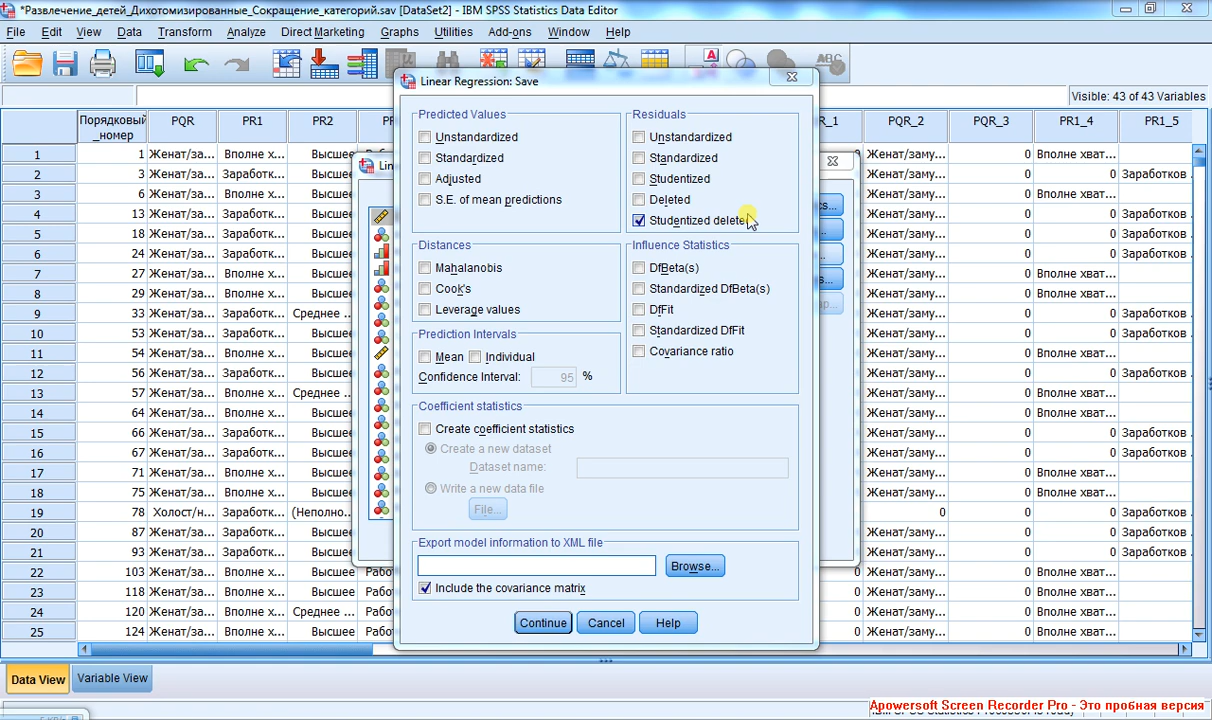 *Развлечение_детей_Дихотомизированные_Сокращение_категорий.sav [DataSet2] - IBM SPSS Statistics Data Editor
File Edit View Data Transform Analyze Direct Marketing Graphs Utilities Add-ons Window Help
Visible: 43 of 43 Variables
Linear Regression: Save
Predicted Values
Unstandardized
Standardized
Adjusted
S.E. of mean predictions
Residuals
Unstandardized
Standardized
Studentized
Deleted
Studentized
Distances
Mahalanobis
Cook's
Leverage values
Influence Statistics
DfBeta(s)
Standardized DfBeta(s)
DfFit
Standardized DfFit
Covariance ratio
Prediction Intervals
Mean Individual
Confidence Interval: 95 %
Coefficient statistics
Create coefficient statistics
Create a new dataset
Dataset name:
Write a new data file
File...
Export model information to XML file
Browse...
Include the covariance matrix
Continue Cancel Help
Порядковый_номер PQR PR1 PR2 PQR_2 PQR_3 PR1_4 PR1_5
1 1 Женат/за... Вполне х... Высшее Женат/заму... 0 Вполне хват... 0
2 3 Женат/за... Заработк... Высшее Женат/заму... 0 0 Заработков
3 6 Женат/за... Вполне х... Высшее Женат/заму... 0 Вполне хват... 0
4 13 Женат/за... Заработк... Высшее Женат/заму... 0 0 Заработков
5 18 Женат/за... Заработк... Высшее Женат/заму... 0 0 Заработков
6 24 Женат/за... Заработк... Высшее Женат/заму... 0 0 Заработков
7 27 Женат/за... Вполне х... Высшее Женат/заму... 0 Вполне хват...
8 29 Женат/за... Вполне х... Высшее Женат/заму... 0 Вполне хват...
9 33 Женат/за... Заработк... Среднее ... Женат/заму... 0 0 Заработков
10 53 Женат/за... Заработк... Высшее Женат/заму... 0 0 Заработков
11 54 Женат/за... Вполне х... Высшее Женат/заму... 0 Вполне хват...
12 56 Женат/за... Заработк... Высшее Женат/заму... 0 0 Заработков
13 57 Женат/за... Вполне х... Среднее ... Женат/заму... 0 Вполне хват...
14 64 Женат/за... Вполне х... Высшее Женат/заму... 0 Вполне хват...
15 66 Женат/за... Заработк... Высшее Женат/заму... 0 0 Заработков
16 67 Женат/за... Заработк... Высшее Женат/заму... 0 0 Заработков
17 71 Женат/за... Вполне х... Высшее Женат/заму... 0 Вполне хват...
18 75 Женат/за... Вполне х... Высшее Женат/заму... 0 Вполне хват...
19 78 Холост/н... Заработк... (Неполно... 0 0 Заработков
20 87 Женат/за... Заработк... Высшее Женат/заму... 0 0 Заработков
21 93 Женат/за... Заработк... Высшее Женат/заму... 0 0 Заработков
22 103 Женат/за... Вполне х... Высшее Женат/заму... 0 Вполне хват...
23 118 Женат/за... Вполне х... Высшее Женат/заму... 0 Вполне хват...
24 120 Женат/за... Вполне х... Среднее ... Женат/заму... 0 Вполне хват...
25 124 Женат/за... Вполне х... Высшее Женат/заму... 0 Вполне хват...
Data View Variable View
Apowersoft Screen Recorder Pro - Это пробная версия